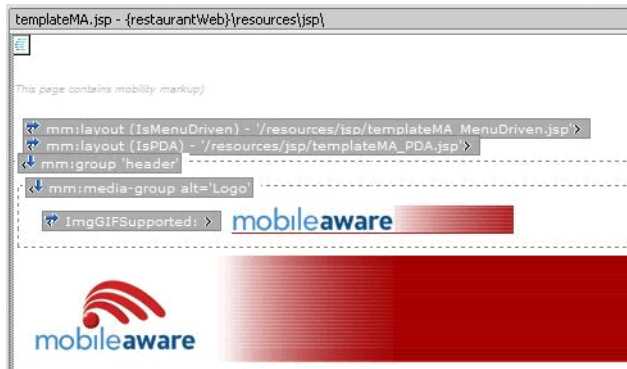 templateMA.jsp - {restaurantWeb}\resources\jsp\
This page contains mobility markup)
mm:layout (IsMenuDriven) - '/resources/jsp/templateMA_MenuDriven.jsp'
mm:layout (IsPDA) - '/resources/jsp/templateMA_PDA.jsp'
mm:group 'header'
mm:media-group alt='Logo'
ImgGIFSupported: mobileaware
mobileaware